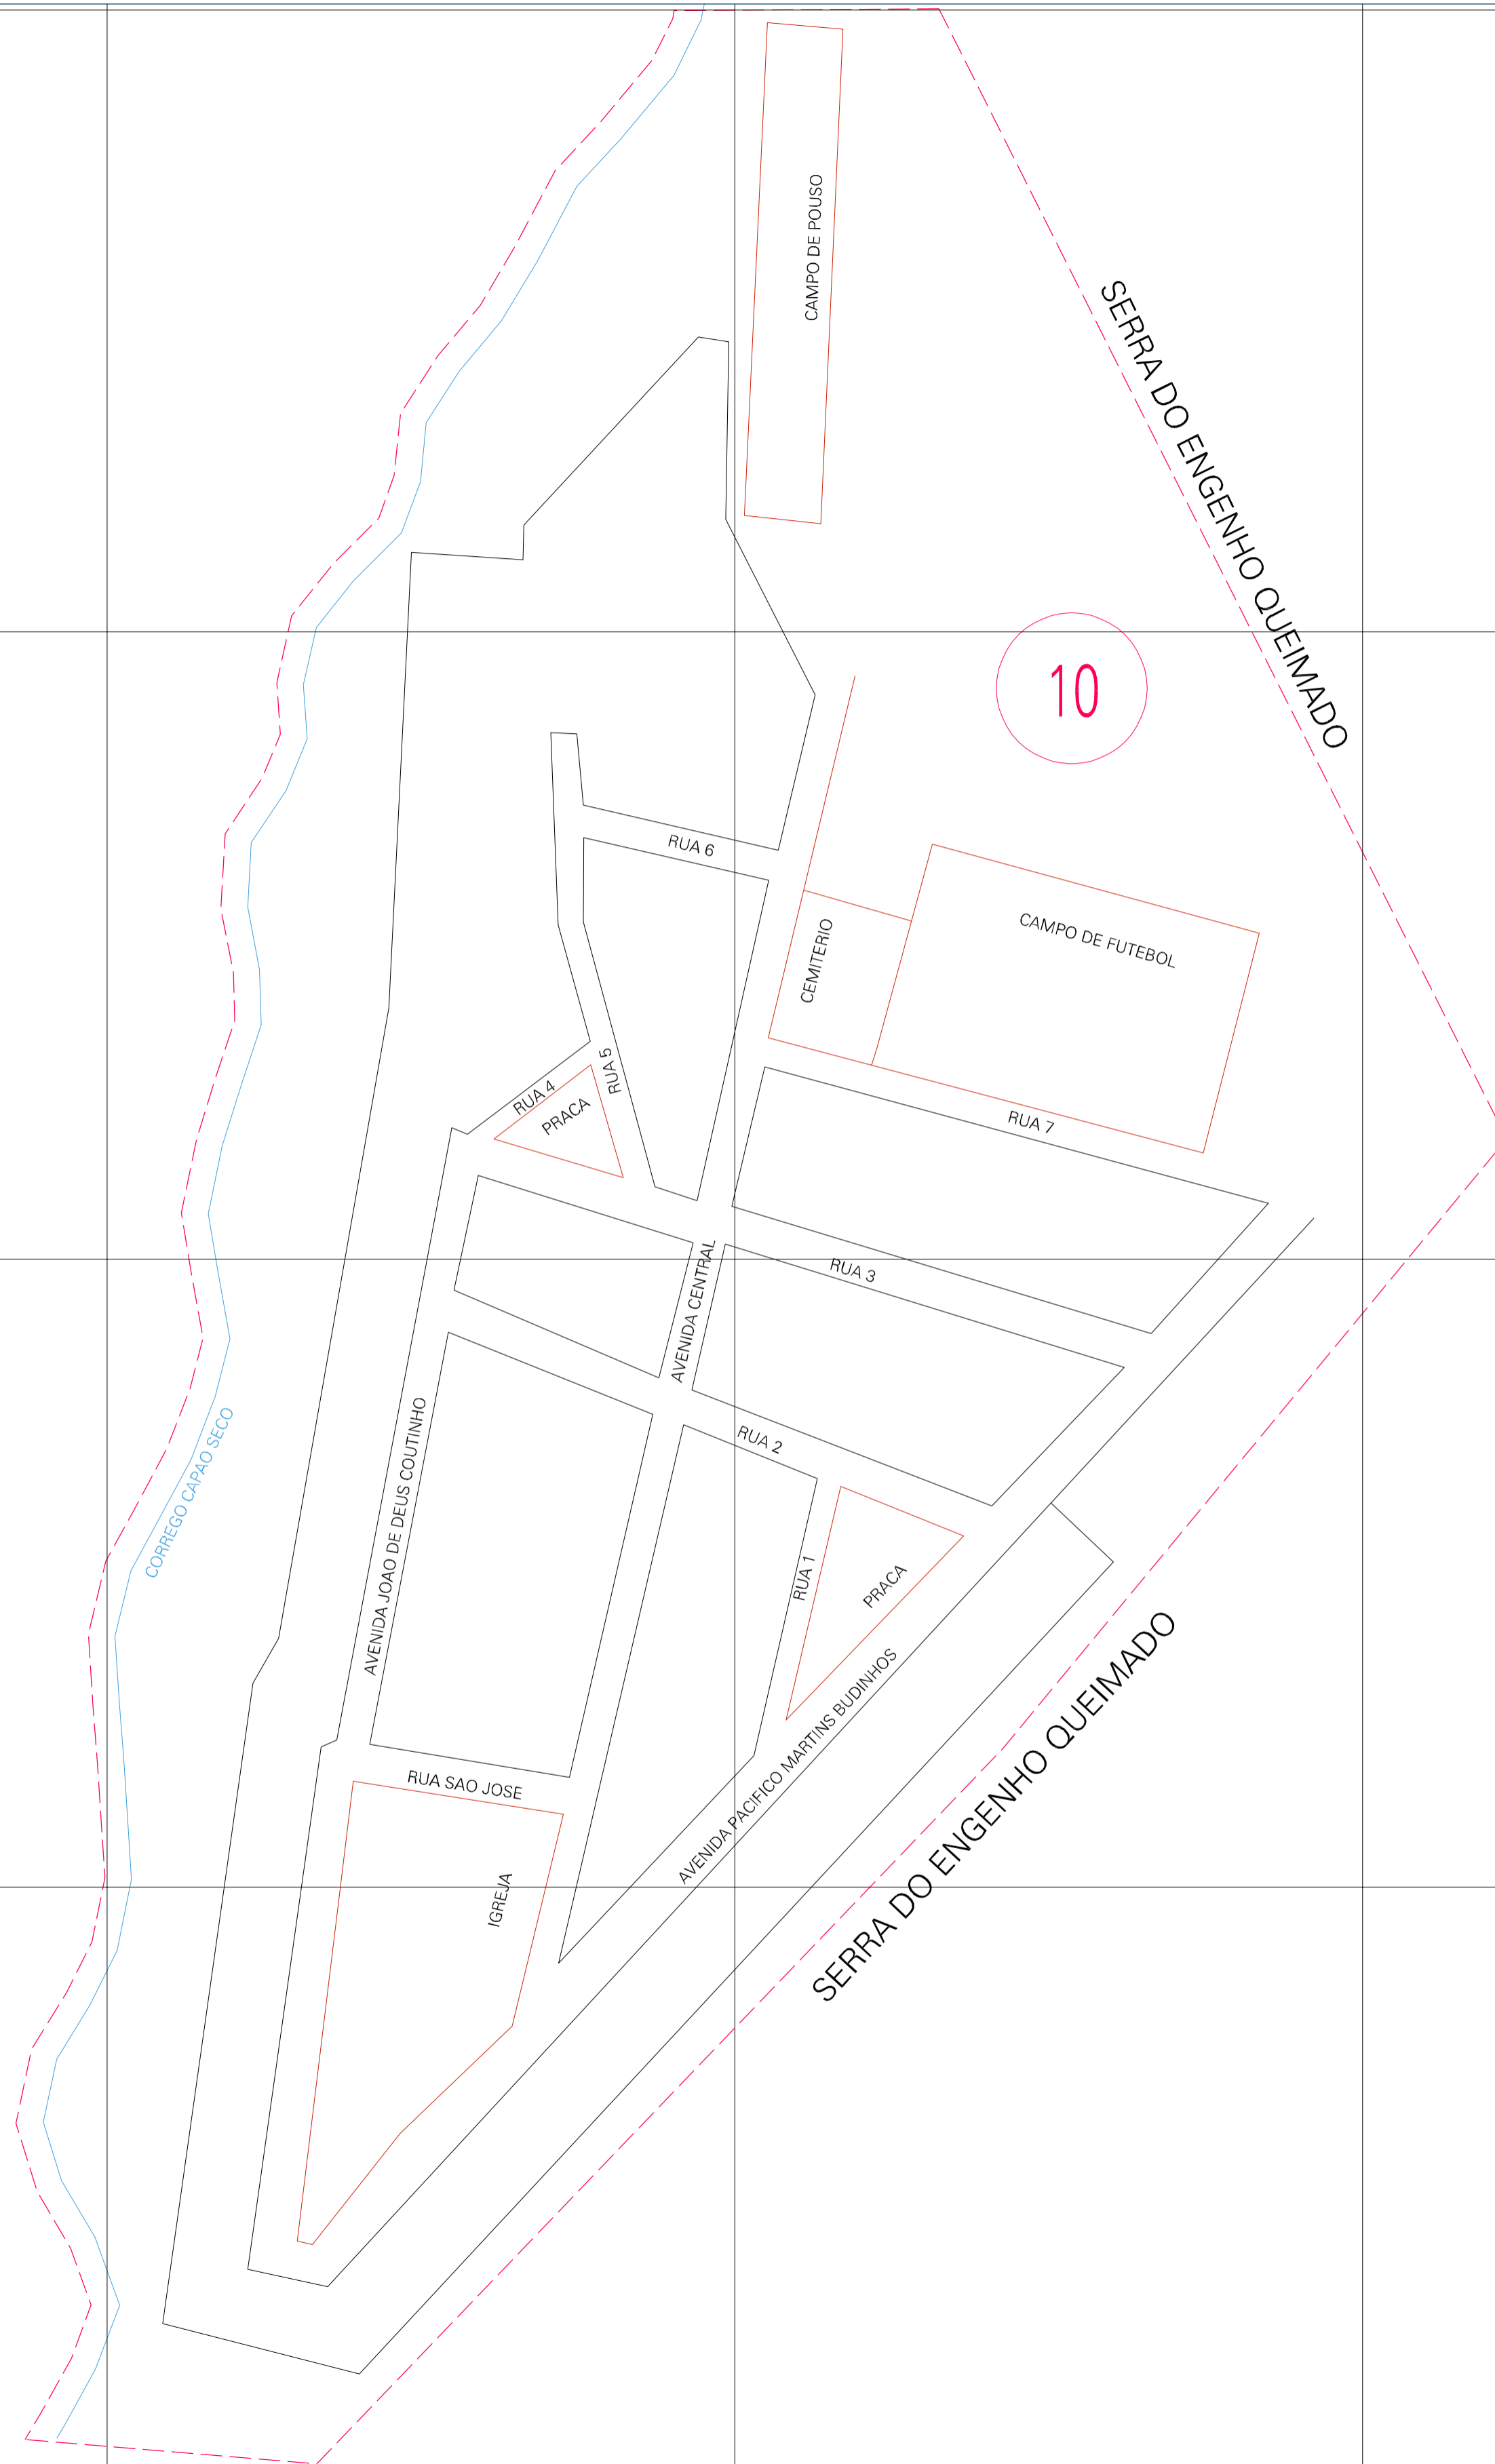 CAMPO DE POUSO
SERRA DO ENGENHO QUEIMADO
10
RUA 6
CAMPO DE FUTEBOL
CEMITERIO
RUA 5
RUA 4
PRACA
RUA 7
RUA 3
AVENIDA CENTRAL
CORREGO CAPAO SECO
AVENIDA JOAO DE DEUS COUTINHO
RUA 2
RUA 1
PRACA
AVENIDA PACIFICO MARTINS BUDINHOS
SERRA DO ENGENHO QUEIMADO
RUA SAO JOSE
IGREJA